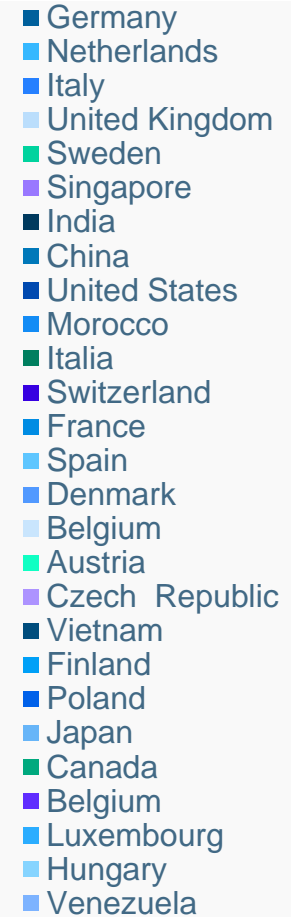 Germany
Netherlands
Italy
United Kingdom
Sweden
Singapore
India
China
United States
Morocco
Italia
Switzerland
France
Spain
Denmark
Belgium
Austria
Czech  Republic
Vietnam
Finland
Poland
Japan
Canada
Belgium
Luxembourg
Hungary
Venezuela